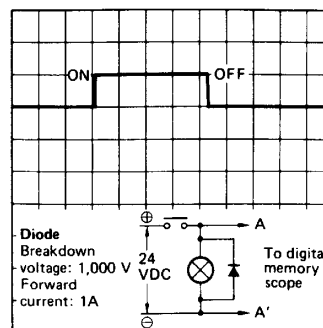 ON
OFF
⊕
A
Diode
Breakdown
voltage: 1,000 V
Forward
current: 1A
24
VDC
To digital
memory
scope
A'
⊖